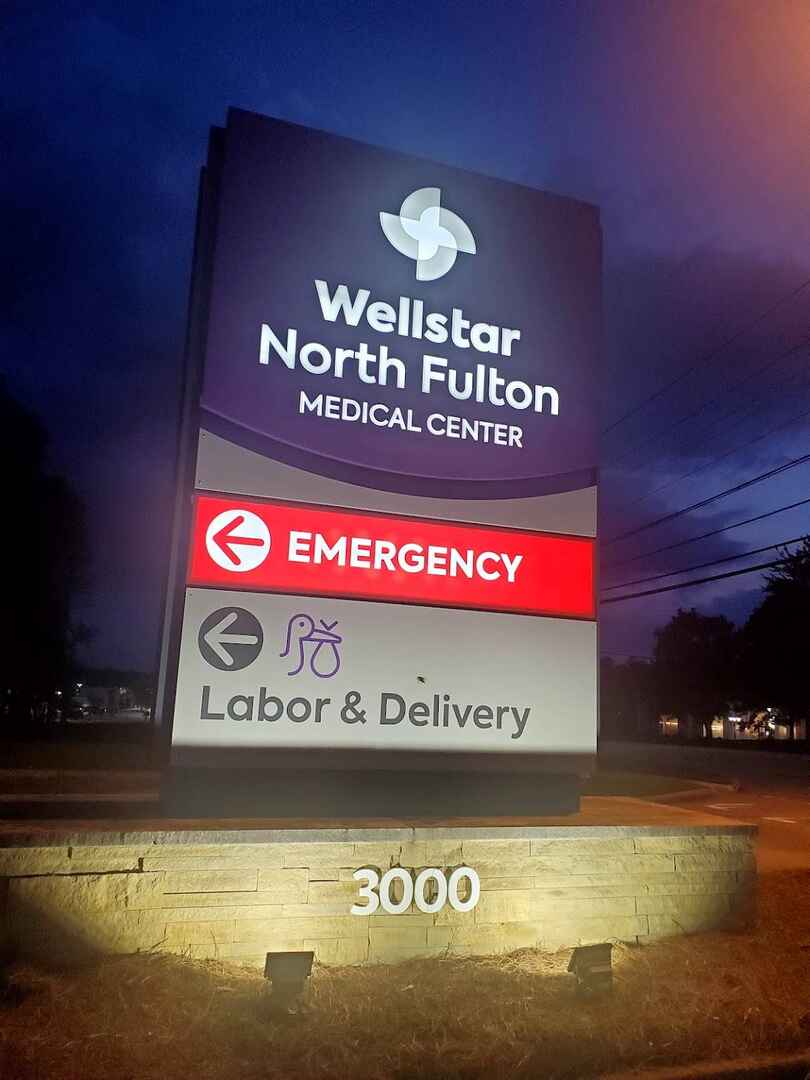 Wellstar
North Fulton
MEDICAL CENTER
EMERGENCY
Labor & Delivery
3000